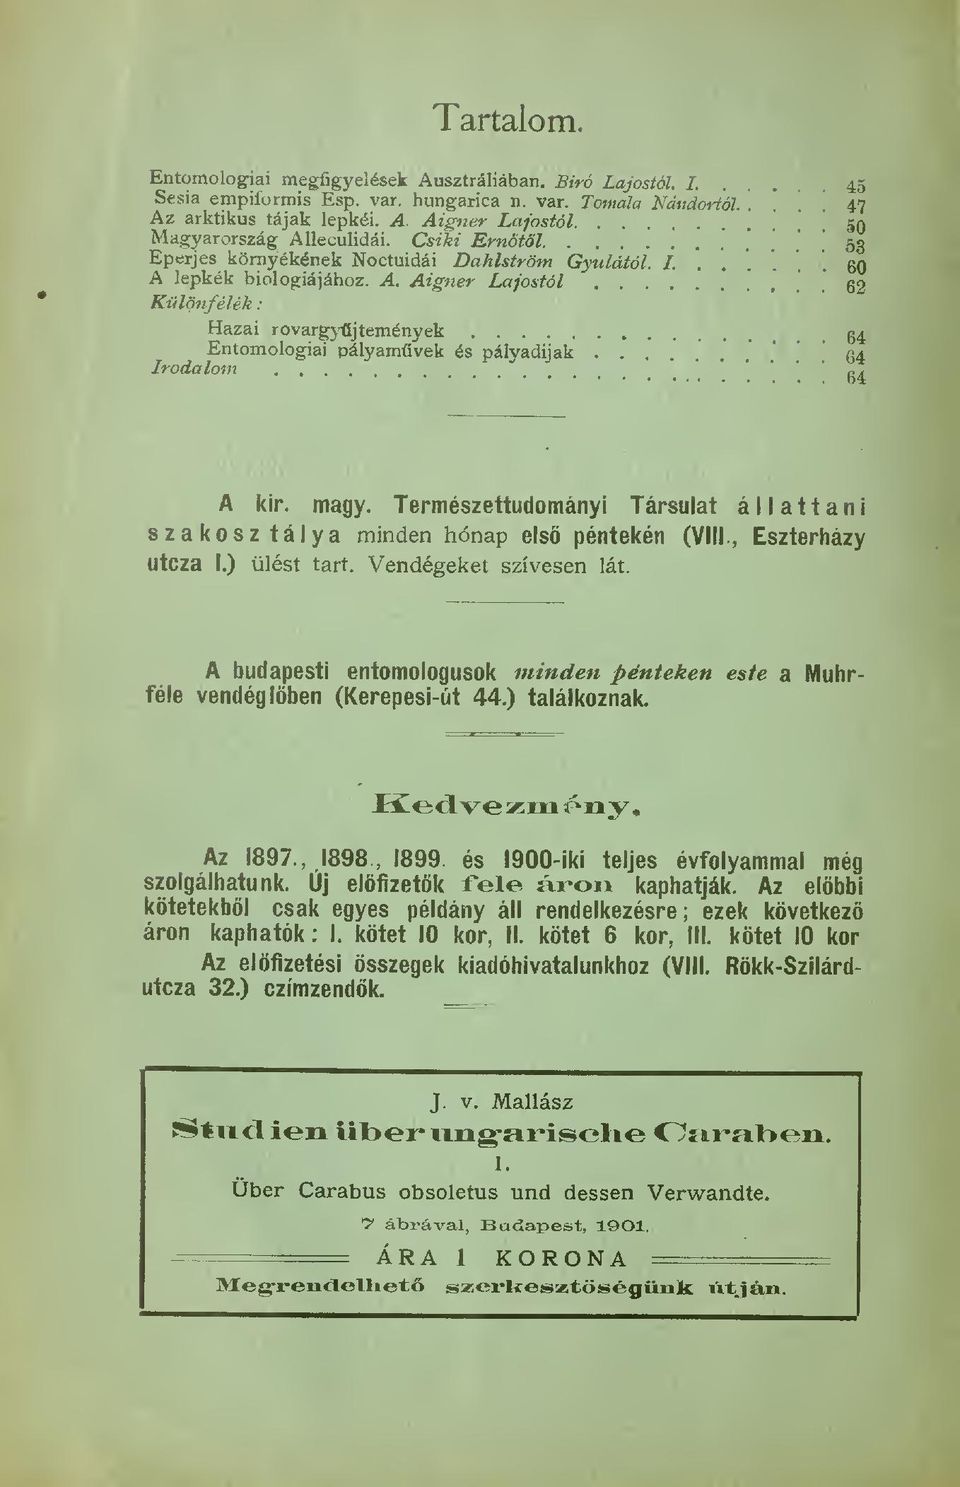 Tartalom.
Entomologiai megfigyelések Ausztráliában. Biró Lajostól. I. . . . . . 45
Sesia empiformis Esp. var. hungarica n. var. Tomala Nándortól. . . . . 47
Az arktikus tájak lepkéi. A. Aigner Lajostól. . . . . . . . . . . 50
Magyarország Alleculidái. Csiki Ernőtől. . . . . . . . . . . . 53
Eperjes környékének Noctuidái Dahlström Gyulától. I. . . . . . . 60
A lepkék biologiájához. A. Aigner Lajostól . . . . . . . . . . 62
Különfélék :
Hazai rovargyűjtemények . . . . . . . . . . . . . . . 64
Entomologiai pályaművek és pályadijak . . . . . . . . . . 64
Irodalom . . . . . . . . . . . . . . . . . . . . . . . 64
A kir. magy. Természettudományi Társulat állattani
szakosztálya minden hónap első péntekén (VIII., Eszterházy
utcza I.) ülést tart. Vendégeket szívesen lát.
A budapesti entomologusok minden pénteken este a Muhr-
féle vendéglőben (Kerepesi-út 44.) találkoznak.
Kedvezmény.
Az 1897., 1898., 1899. és 1900-iki teljes évfolyammal még
szolgálhatunk. Új előfizetők fele áron kaphatják. Az előbbi
kötetekből csak egyes példány áll rendelkezésre ; ezek következő
áron kaphatók : I. kötet 10 kor, II. kötet 6 kor, III. kötet 10 kor
Az előfizetési összegek kiadóhivatalunkhoz (VIII. Rökk-Szilárd-
utcza 32.) czímzendők.
J. v. Mallász
Studien über ungarische Caraben.
I.
Über Carabus obsoletus und dessen Verwandte.
7 ábrával, Budapest, 1901.
ÁRA 1 KORONA
Megrendelhető szerkesztőségünk útján.